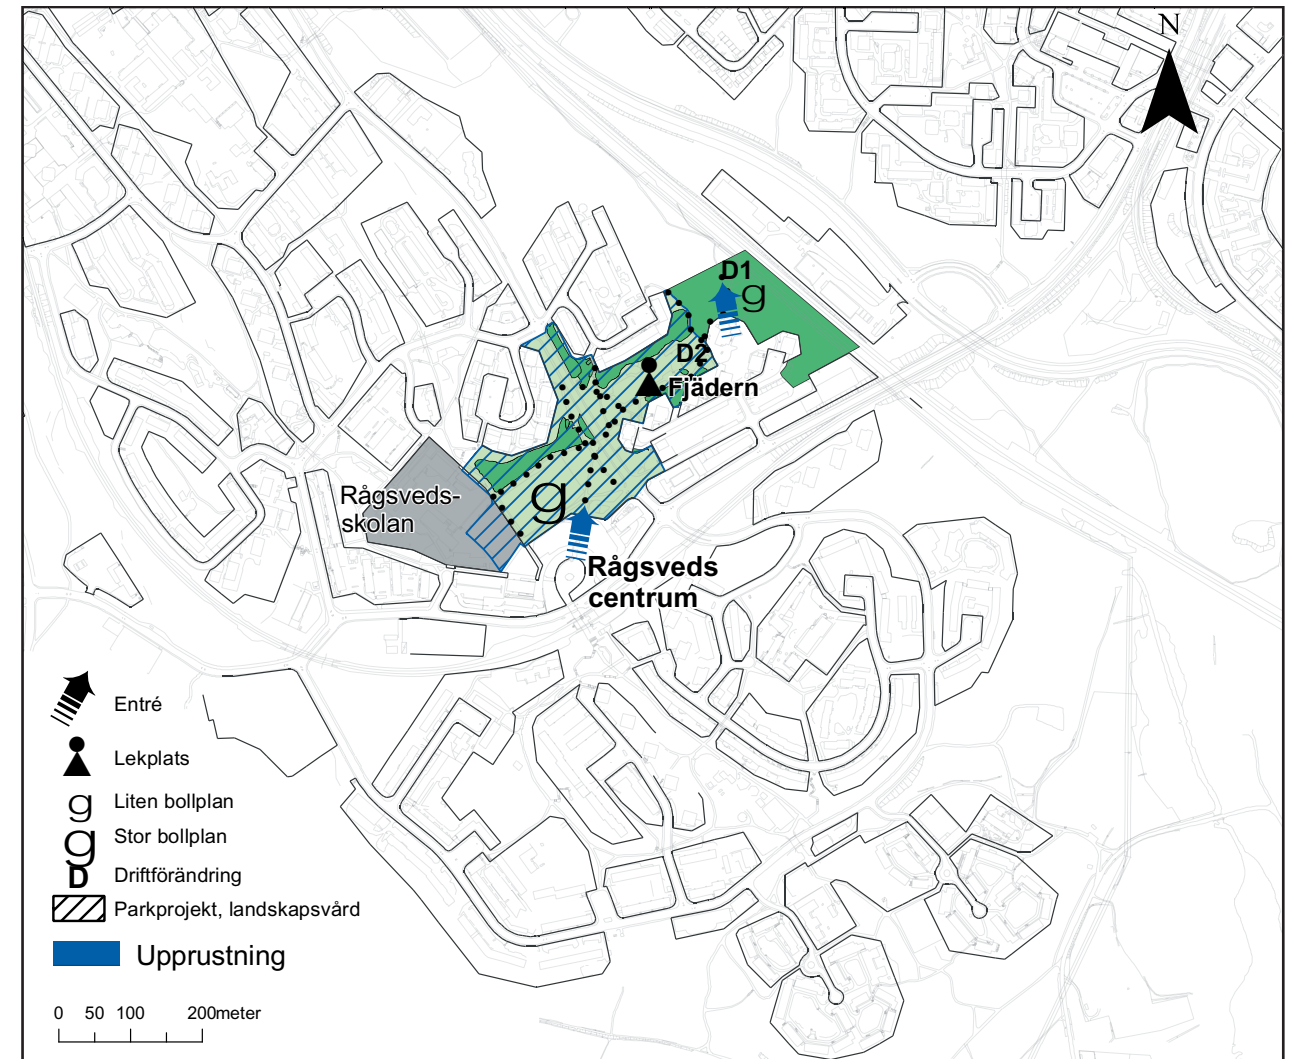 N
D1
g
D2
Fjädern
Rågsveds-
skolan
g
Rågsveds
centrum
Entré
Lekplats
g Liten bollplan
g Stor bollplan
D Driftförändring
Parkprojekt, landskapsvård
Upprustning
0 50 100 200meter